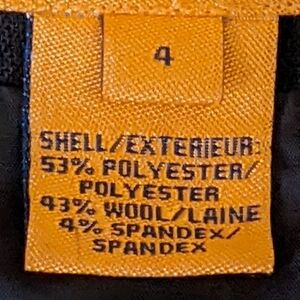 4
SHELL/EXTERIEUR:
53% POLYESTER/
POLYESTER
43% WOOL/LAINE
4% SPANDEX/
SPANDEX